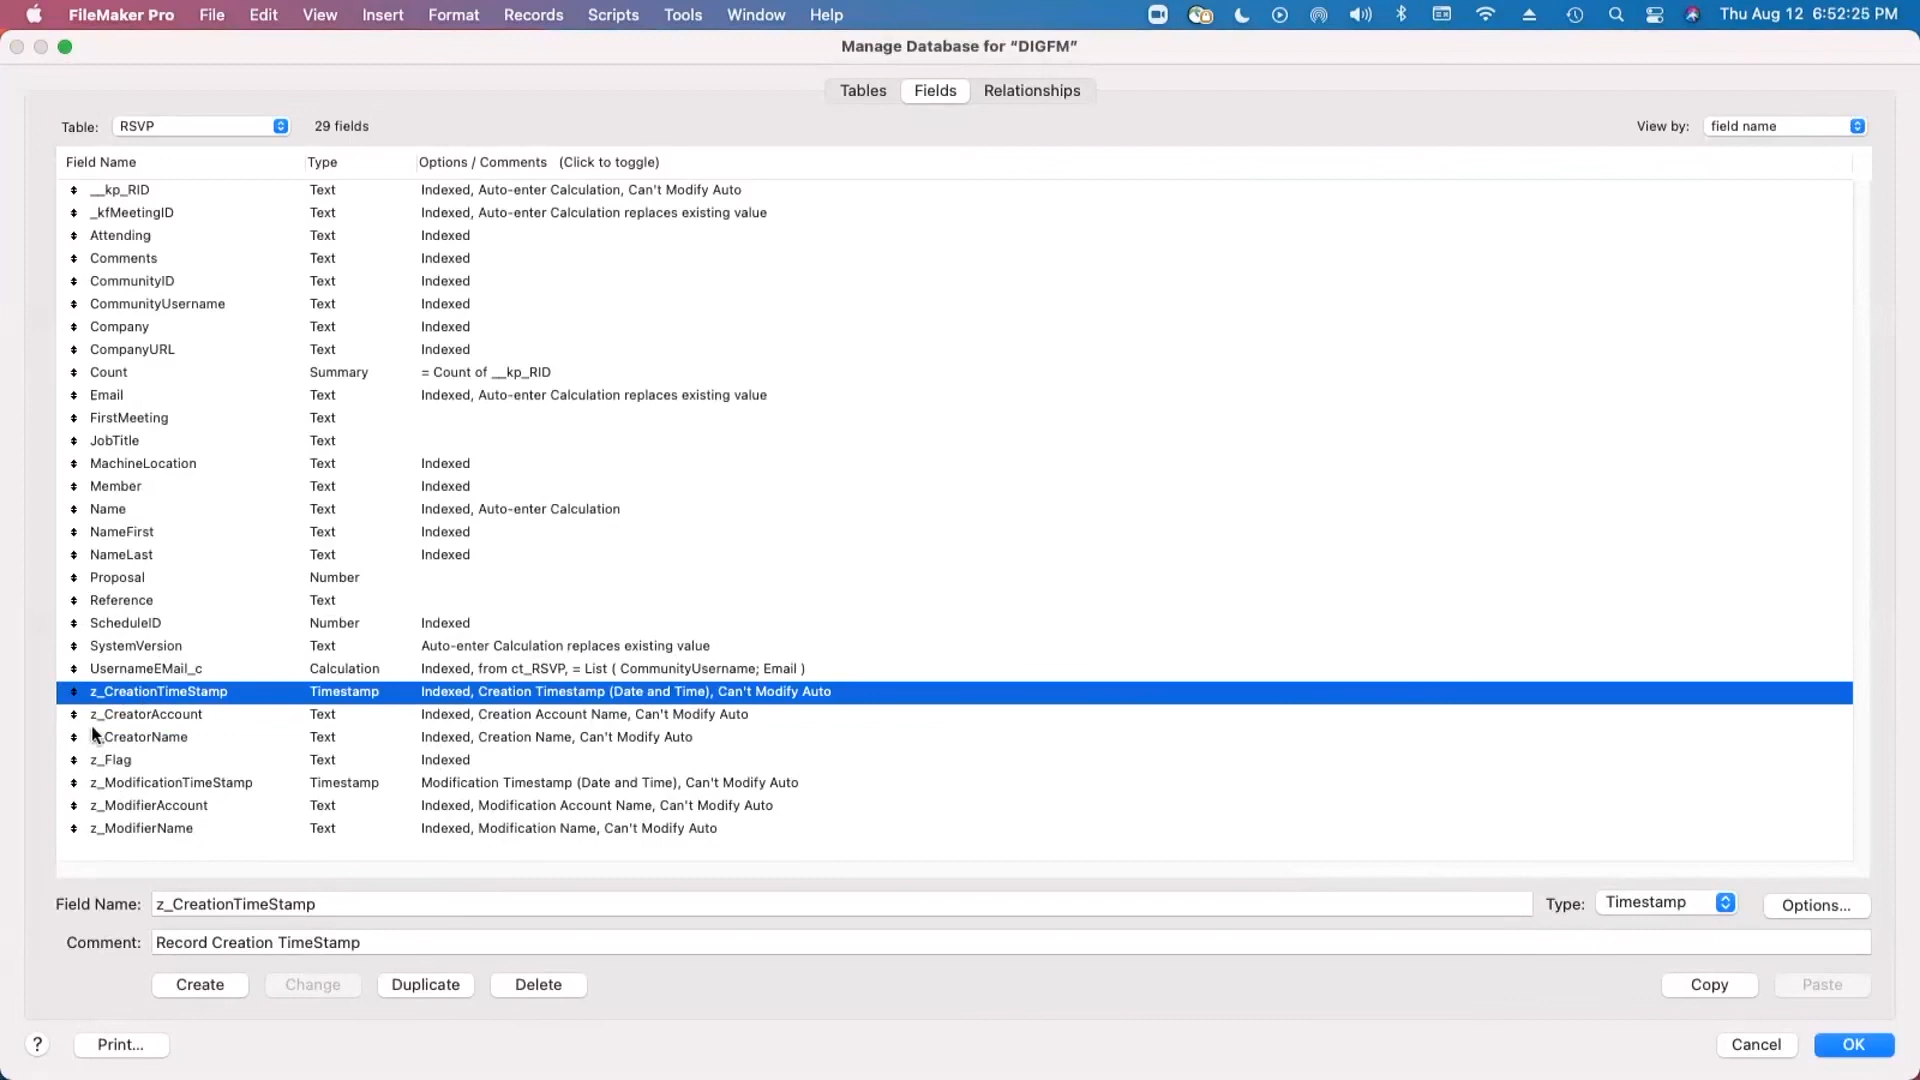 FileMaker Pro File Edit View Insert Format Records Scripts Tools Window Help Thu Aug 12 6:52:25 PM
Manage Database for “DIGFM”
Tables Fields Relationships
Table: RSVP 29 fields View by: field name
Field Name Type Options / Comments (Click to toggle)
__kp_RID Text Indexed, Auto-enter Calculation, Can't Modify Auto
_kfMeetingID Text Indexed, Auto-enter Calculation replaces existing value
Attending Text Indexed
Comments Text Indexed
CommunityID Text Indexed
CommunityUsername Text Indexed
Company Text Indexed
CompanyURL Text Indexed
Count Summary = Count of __kp_RID
Email Text Indexed, Auto-enter Calculation replaces existing value
FirstMeeting Text
JobTitle Text
MachineLocation Text Indexed
Member Text Indexed
Name Text Indexed, Auto-enter Calculation
NameFirst Text Indexed
NameLast Text Indexed
Proposal Number
Reference Text
ScheduleID Number Indexed
SystemVersion Text Auto-enter Calculation replaces existing value
UsernameEMail_c Calculation Indexed, from ct_RSVP, = List ( CommunityUsername; Email )
z_CreationTimeStamp Timestamp Indexed, Creation Timestamp (Date and Time), Can't Modify Auto
z_CreatorAccount Text Indexed, Creation Account Name, Can't Modify Auto
_CreatorName Text Indexed, Creation Name, Can't Modify Auto
z_Flag Text Indexed
z_ModificationTimeStamp Timestamp Modification Timestamp (Date and Time), Can't Modify Auto
z_ModifierAccount Text Indexed, Modification Account Name, Can't Modify Auto
z_ModifierName Text Indexed, Modification Name, Can't Modify Auto
Field Name: z_CreationTimeStamp Type: Timestamp Options...
Comment: Record Creation TimeStamp
Create Change Duplicate Delete Copy Paste
? Print... Cancel OK